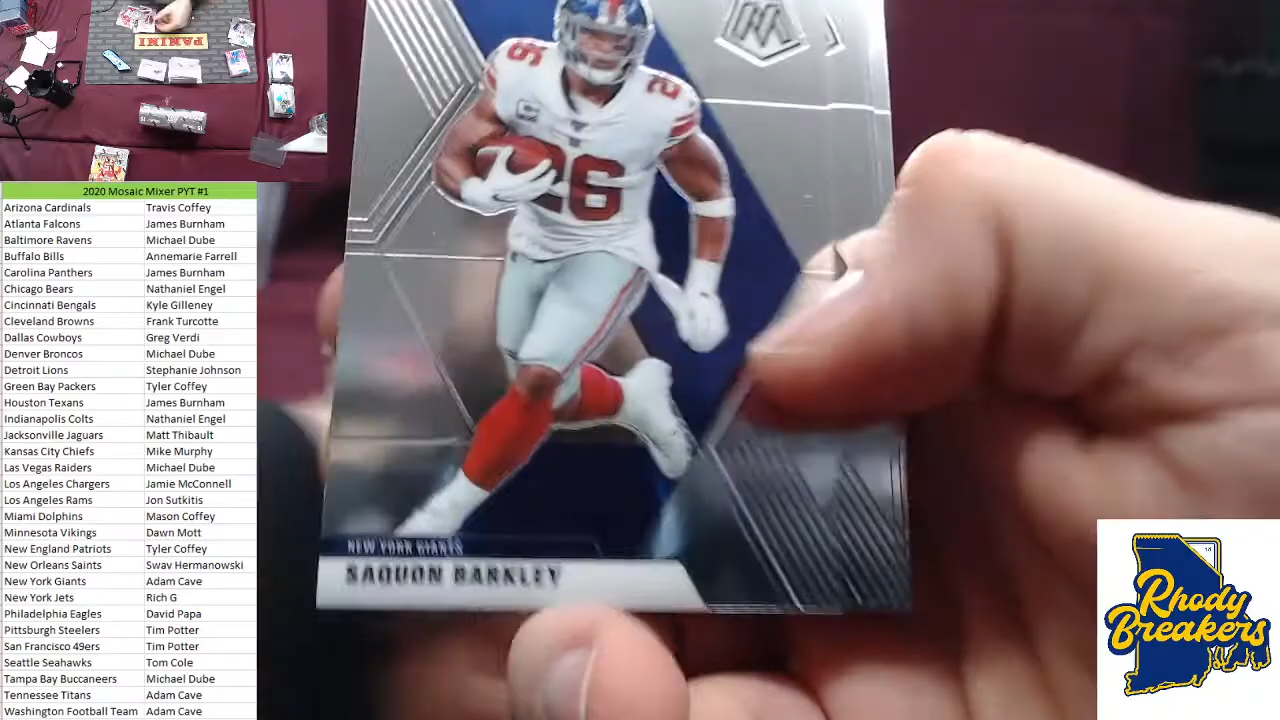 PANINI
2020 Mosaic Mixer PYT #1
Arizona Cardinals Travis Coffey
Atlanta Falcons James Burnham
Baltimore Ravens Michael Dube
Buffalo Bills Annemarie Farrell
Carolina Panthers James Burnham
Chicago Bears Nathaniel Engel
Cincinnati Bengals Kyle Gilleney
Cleveland Browns Frank Turcotte
Dallas Cowboys Greg Verdi
Denver Broncos Michael Dube
Detroit Lions Stephanie Johnson
Green Bay Packers Tyler Coffey
Houston Texans James Burnham
Indianapolis Colts Nathaniel Engel
Jacksonville Jaguars Matt Thibault
Kansas City Chiefs Mike Murphy
Las Vegas Raiders Michael Dube
Los Angeles Chargers Jamie McConnell
Los Angeles Rams Jon Sutkitis
Miami Dolphins Mason Coffey
Minnesota Vikings Dawn Mott
New England Patriots Tyler Coffey
New Orleans Saints Swav Hermanowski
New York Giants Adam Cave
New York Jets Rich G
Philadelphia Eagles David Papa
Pittsburgh Steelers Tim Potter
San Francisco 49ers Tim Potter
Seattle Seahawks Tom Cole
Tampa Bay Buccaneers Michael Dube
Tennessee Titans Adam Cave
Washington Football Team Adam Cave
M
26
26
C
26
NEW YORK GIANTS
SAQUON BARKLEY
Rhody
Breakers